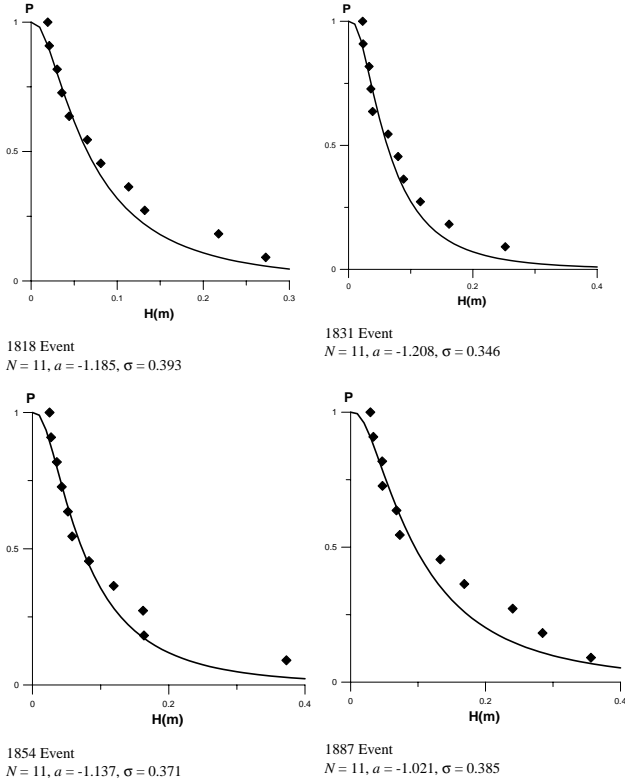 P
1
0.5
0
0 0.1 0.2 0.3
H(m)
1818 Event
N = 11, a = -1.185, σ = 0.393
P
1
0.5
0
0 0.1 0.2 0.4
H(m)
1831 Event
N = 11, a = -1.208, σ = 0.346
P
1
0.5
0
0 0.2 0.4
H(m)
1854 Event
N = 11, a = -1.137, σ = 0.371
P
1
0.5
0
0 0.2 0.4
H(m)
1887 Event
N = 11, a = -1.021, σ = 0.385